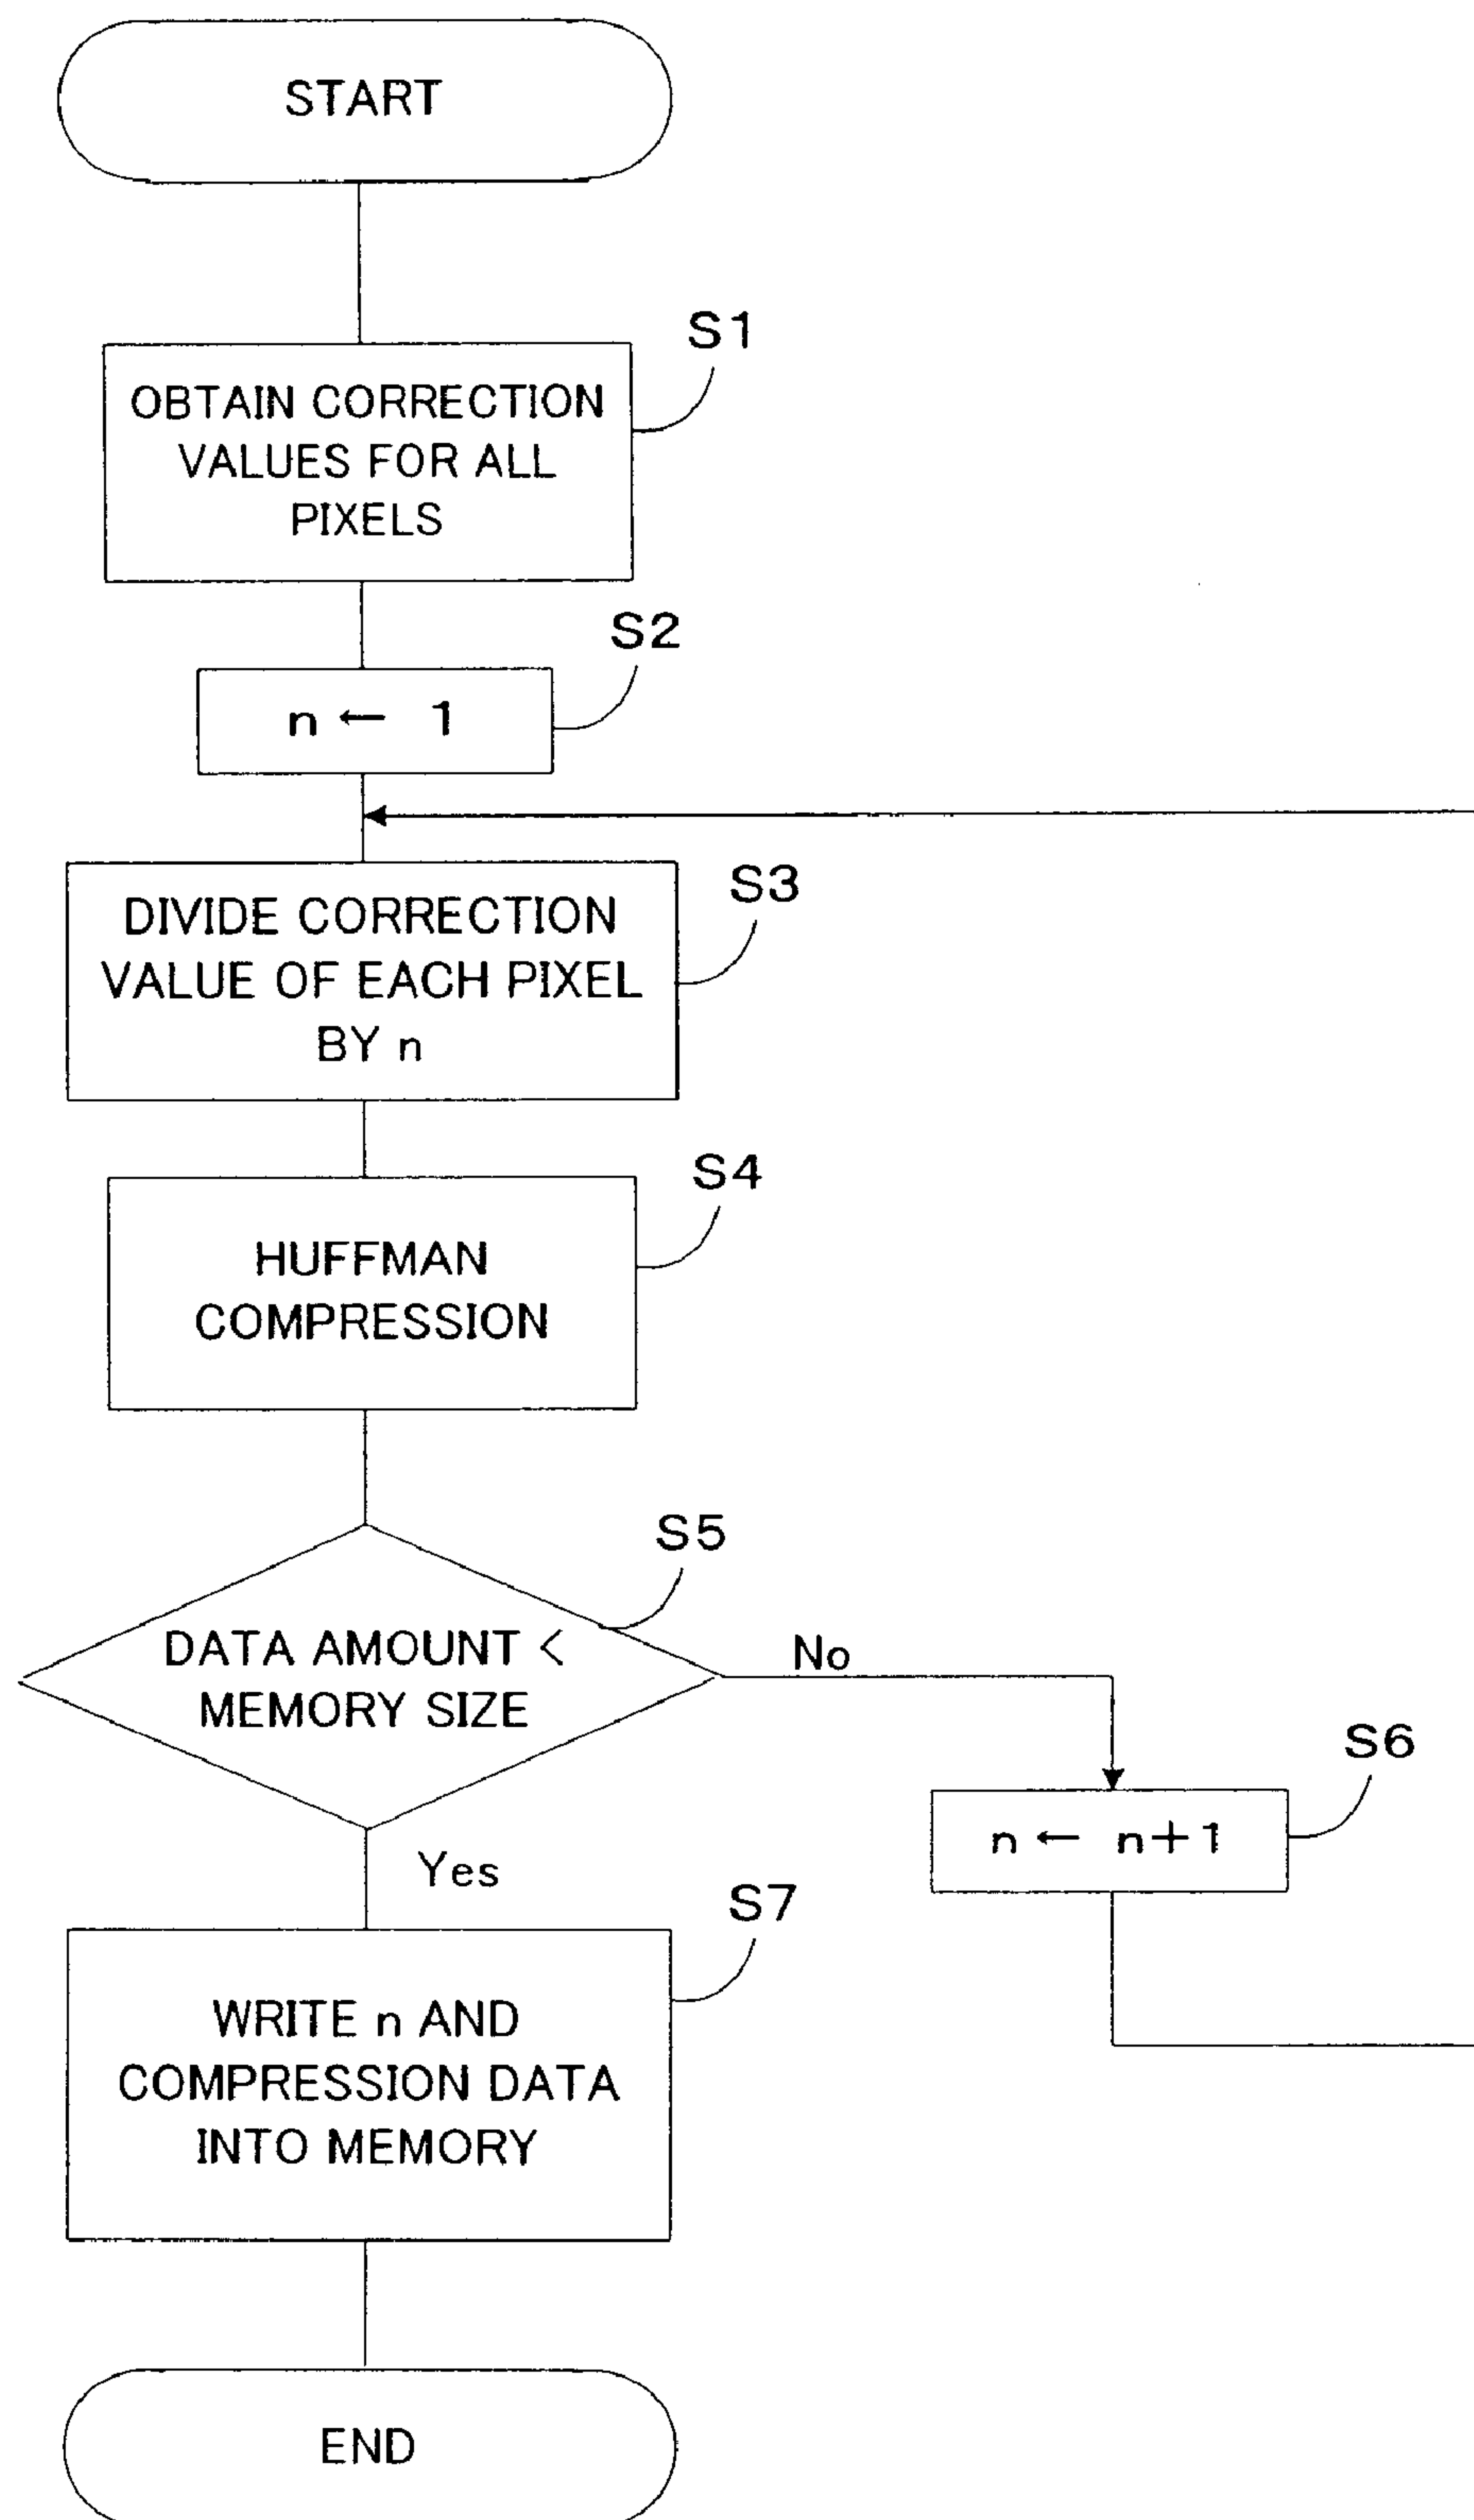 START
S1
OBTAIN CORRECTION
VALUES FOR ALL
PIXELS
S2
n ← 1
S3
DIVIDE CORRECTION
VALUE OF EACH PIXEL
BY n
S4
HUFFMAN
COMPRESSION
S5
DATA AMOUNT <
MEMORY SIZE
No
S6
n ← n+1
Yes
S7
WRITE n AND
COMPRESSION DATA
INTO MEMORY
END